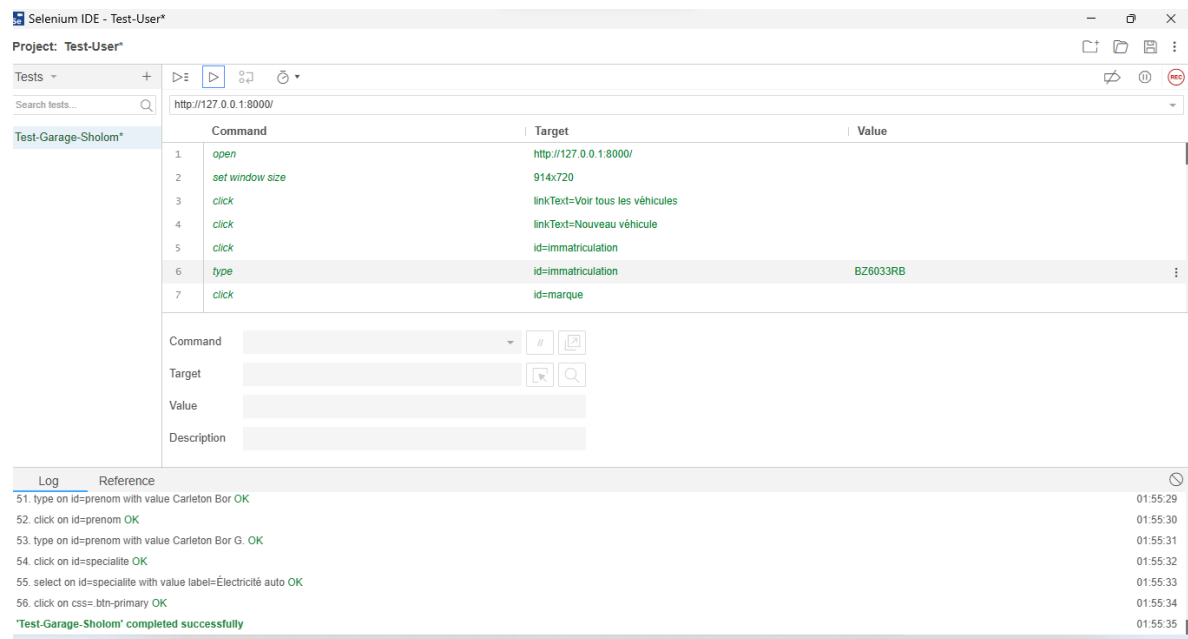 Se Selenium IDE - Test-User*
Project: Test-User*
Tests
Search tests...
http://127.0.0.1:8000/
REC
Test-Garage-Sholom*
Command Target Value
1 open http://127.0.0.1:8000/
2 set window size 914x720
3 click linkText=Voir tous les véhicules
4 click linkText=Nouveau véhicule
5 click id=immatriculation
6 type id=immatriculation BZ6033RB
7 click id=marque
Command
//
Target
Value
Description
Log Reference
51. type on id=prenom with value Carleton Bor OK 01:55:29
52. click on id=prenom OK 01:55:30
53. type on id=prenom with value Carleton Bor G. OK 01:55:31
54. click on id=specialite OK 01:55:32
55. select on id=specialite with value label=Électricité auto OK 01:55:33
56. click on css=.btn-primary OK 01:55:34
'Test-Garage-Sholom' completed successfully 01:55:35